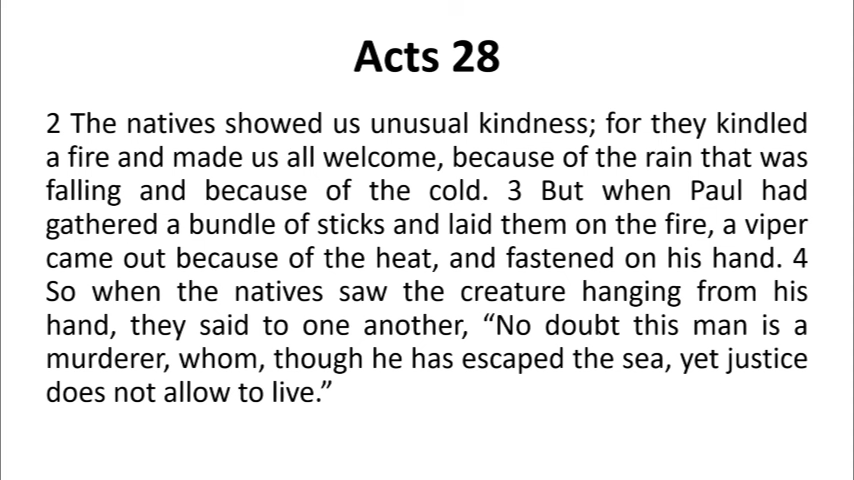 Acts 28
2 The natives showed us unusual kindness; for they kindled
a fire and made us all welcome, because of the rain that was
falling and because of the cold. 3 But when Paul had
gathered a bundle of sticks and laid them on the fire, a viper
came out because of the heat, and fastened on his hand. 4
So when the natives saw the creature hanging from his
hand, they said to one another, “No doubt this man is a
murderer, whom, though he has escaped the sea, yet justice
does not allow to live.”